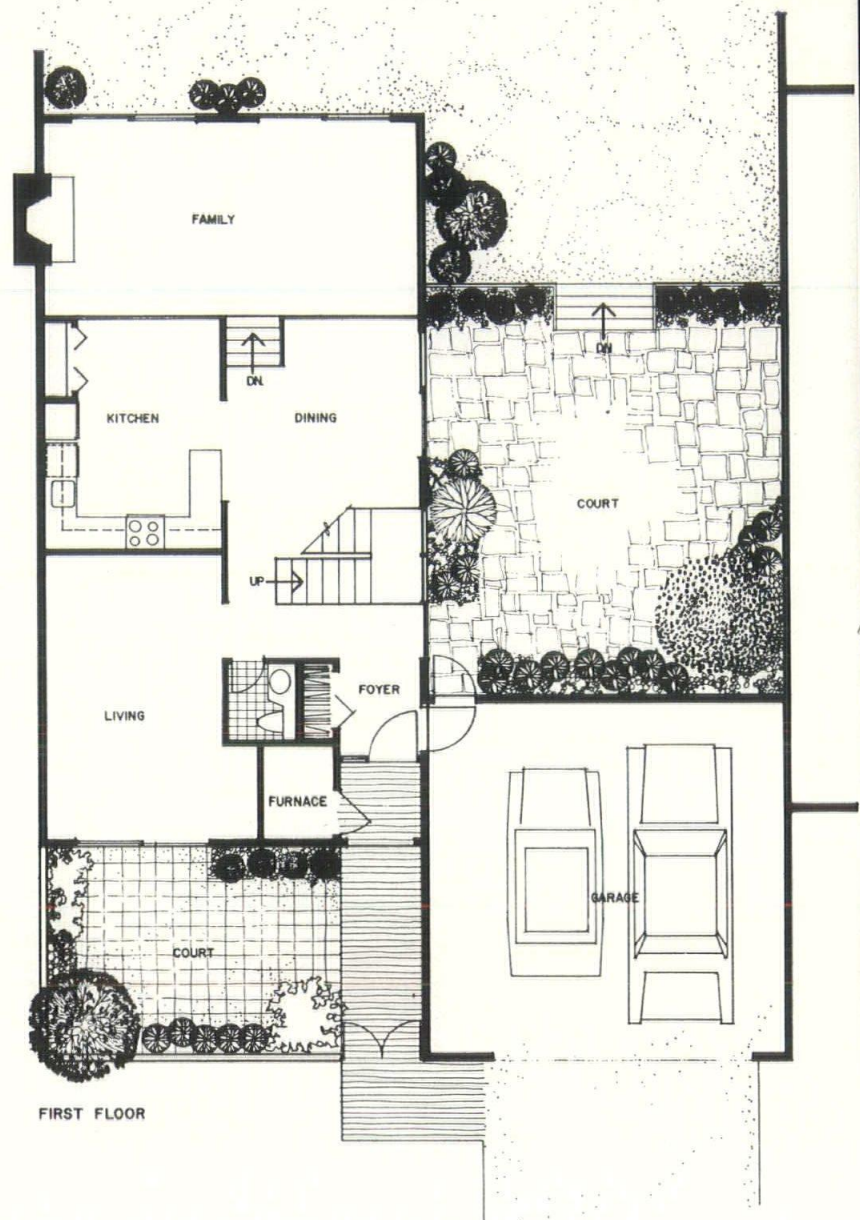 FAMILY
DN.
KITCHEN
DINING
DN
COURT
UP
LIVING
FOYER
FURNACE
GARAGE
COURT
FIRST FLOOR